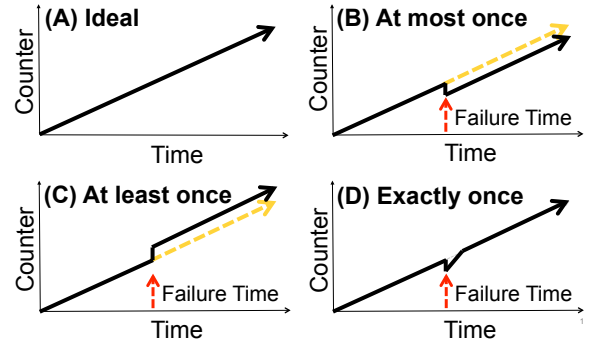 (A) Ideal
Counter
Time
(B) At most once
Counter
Failure Time
Time
(C) At least once
Counter
Failure Time
Time
(D) Exactly once
Counter
Failure Time
Time
1